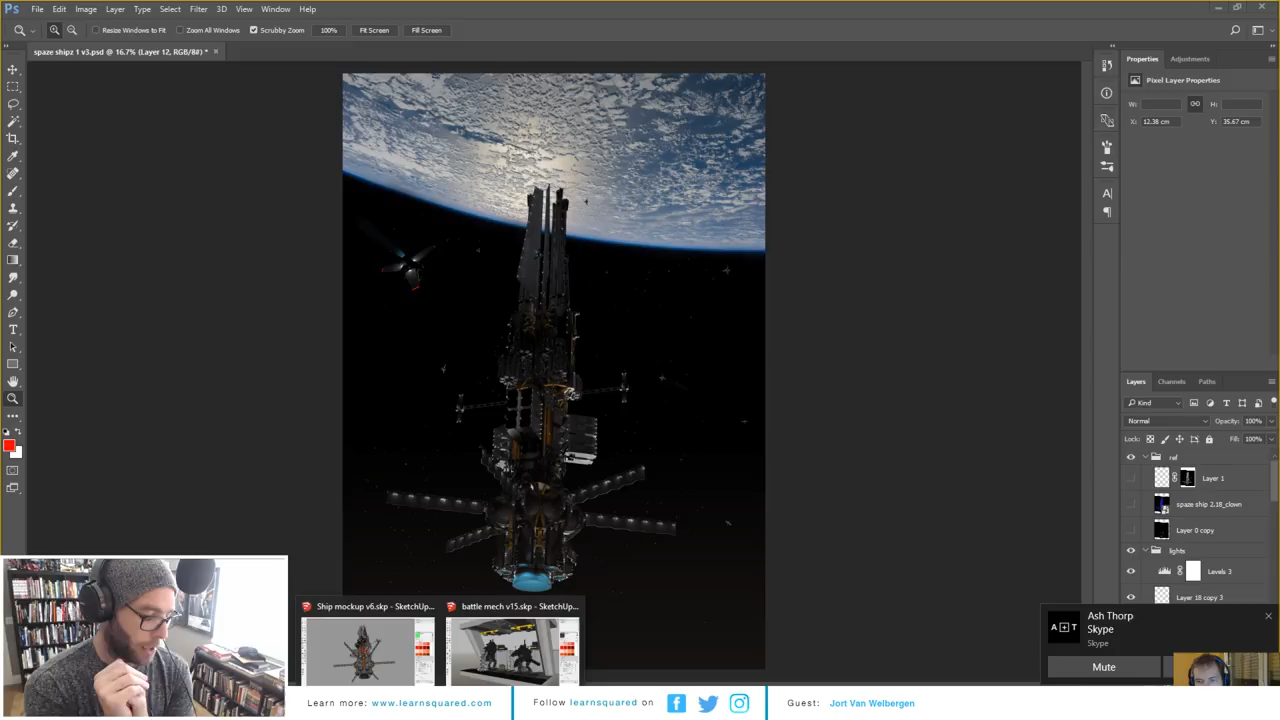 Ps File Edit Image Layer Type Select Filter 3D View Window Help
Resize Windows to Fit Zoom All Windows Scrubby Zoom 100% Fit Screen Fill Screen
spaze shipz 1 v3.psd @ 16.7% (Layer 12, RGB/8#) * ×
Properties Adjustments
Pixel Layer Properties
W: H:
X: 12.38 cm Y: 35.67 cm
Layers Channels Paths
Kind
Normal Opacity: 100%
Lock: Fill: 100%
ref
Layer 1
spaze ship 2.18_clown
Layer 0 copy
lights
Levels 3
Layer 18 copy 3
Ship mockup v6.skp - SketchUp... battle mech v15.skp - SketchUp...
A+T
Ash Thorp
Skype
Skype
Mute
Learn more: www.learnsquared.com Follow learnsquared on Guest: Jort Van Welbergen